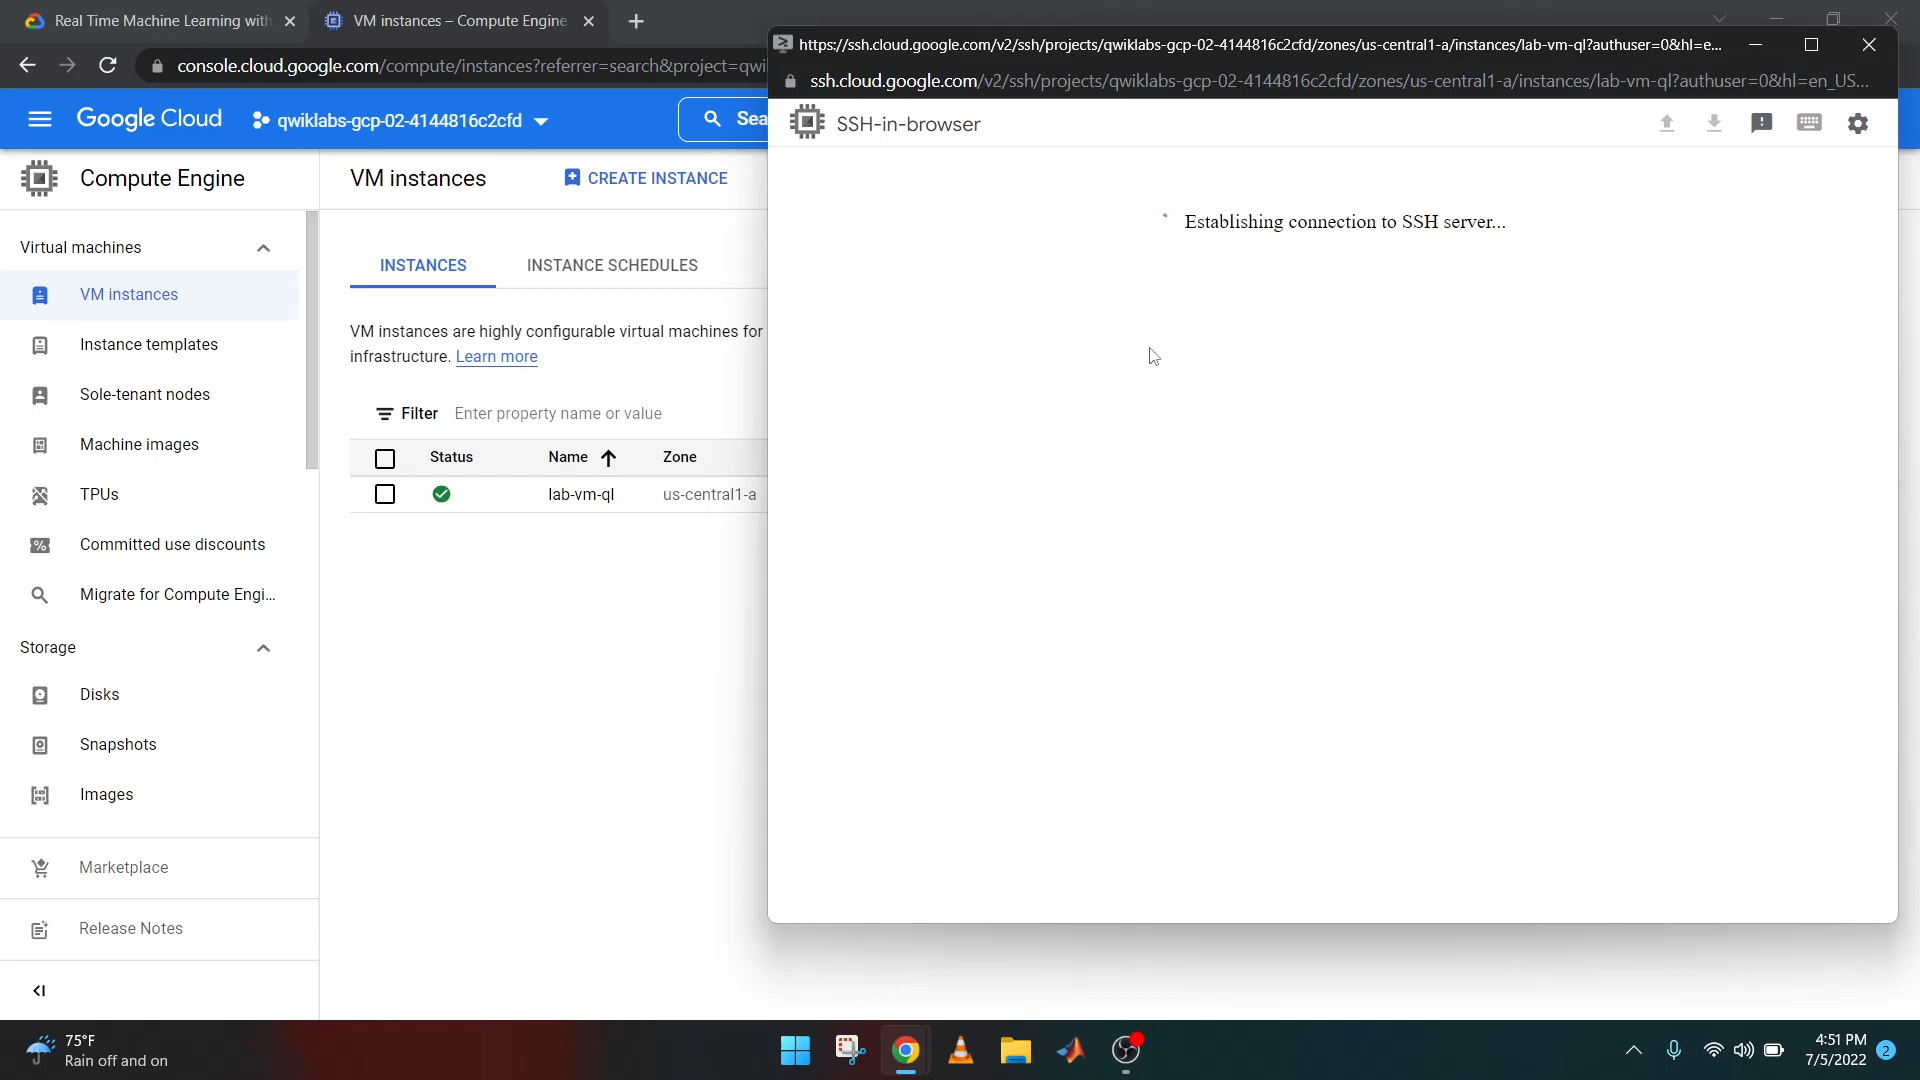 Real Time Machine Learning with
VM instances – Compute Engine
console.cloud.google.com/compute/instances?referrer=search&project=qwi
Google Cloud
qwiklabs-gcp-02-4144816c2cfd
Sea
https://ssh.cloud.google.com/v2/ssh/projects/qwiklabs-gcp-02-4144816c2cfd/zones/us-central1-a/instances/lab-vm-ql?authuser=0&hl=e...
ssh.cloud.google.com/v2/ssh/projects/qwiklabs-gcp-02-4144816c2cfd/zones/us-central1-a/instances/lab-vm-ql?authuser=0&hl=en_US...
SSH-in-browser
Establishing connection to SSH server...
Compute Engine
Virtual machines
VM instances
Instance templates
Sole-tenant nodes
Machine images
TPUs
Committed use discounts
Migrate for Compute Engi...
Storage
Disks
Snapshots
Images
Marketplace
Release Notes
VM instances
CREATE INSTANCE
INSTANCES
INSTANCE SCHEDULES
VM instances are highly configurable virtual machines for
infrastructure. Learn more
Filter Enter property name or value
Status Name Zone
lab-vm-ql us-central1-a
75°F
Rain off and on
4:51 PM
7/5/2022
2